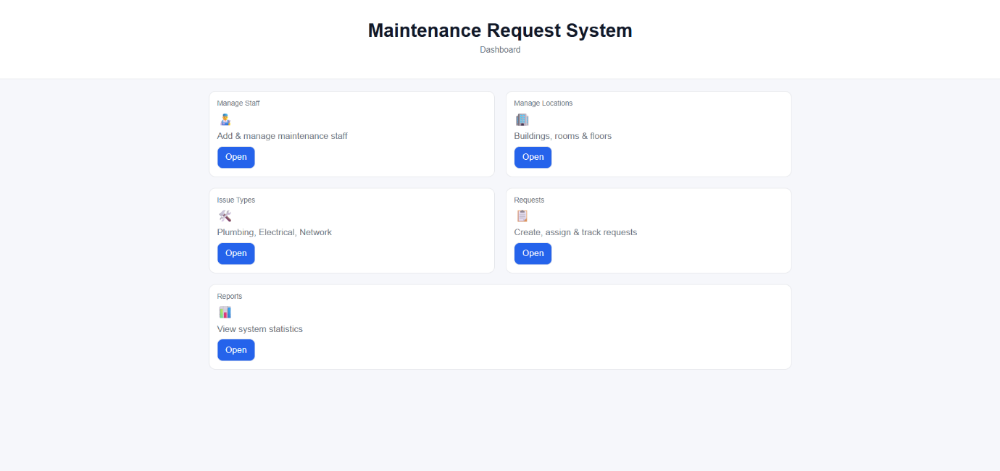 Maintenance Request System
Dashboard
Manage Staff
Add & manage maintenance staff
Open
Manage Locations
Buildings, rooms & floors
Open
Issue Types
Plumbing, Electrical, Network
Open
Requests
Create, assign & track requests
Open
Reports
View system statistics
Open